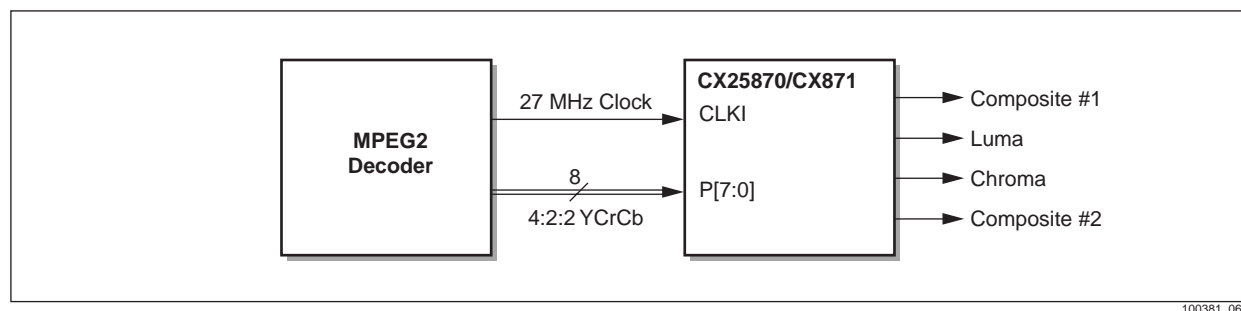 MPEG2
Decoder
27 MHz Clock
8
4:2:2 YCrCb
CX25870/CX871
CLKI
P[7:0]
Composite #1
Luma
Chroma
Composite #2
100381_06